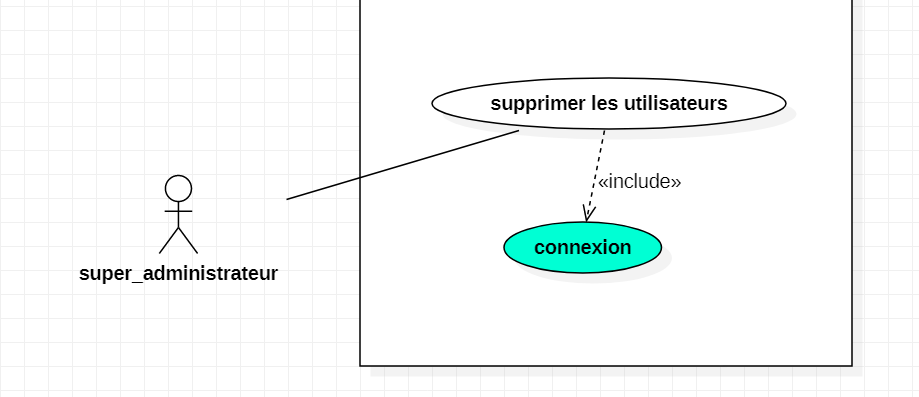 supprimer les utilisateurs
«include»
connexion
super_administrateur